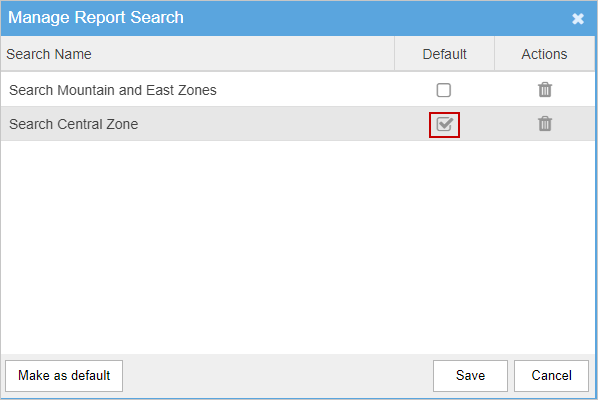 Manage Report Search
Search Name Default Actions
Search Mountain and East Zones
Search Central Zone
Make as default Save Cancel